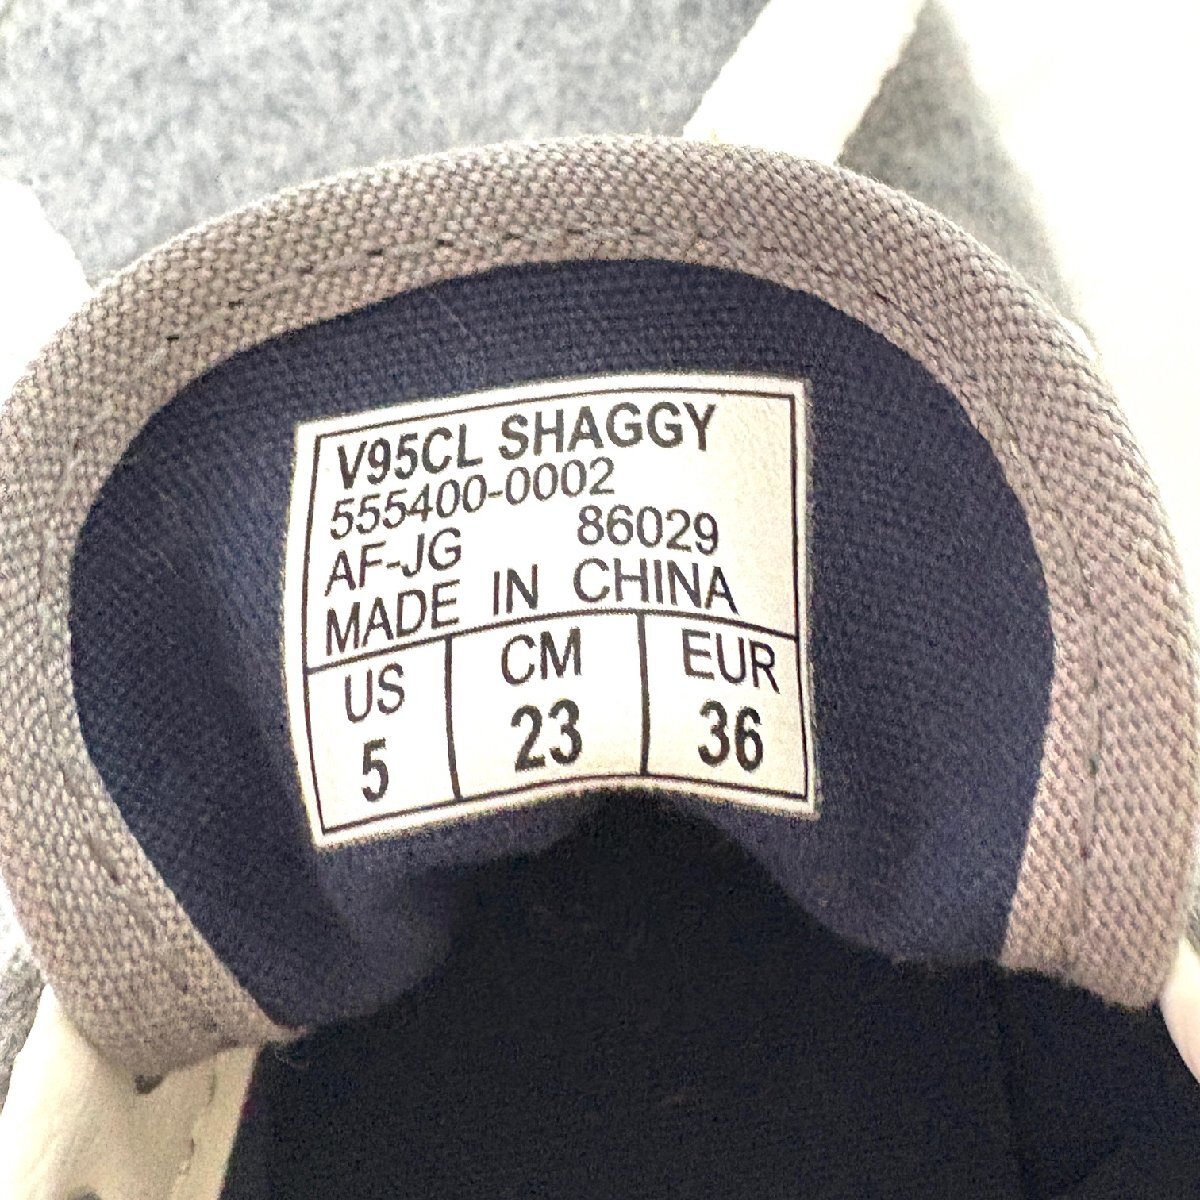 V95CL SHAGGY
555400-0002
AF-JG 86029
MADE IN CHINA
US CM EUR
5 23 36